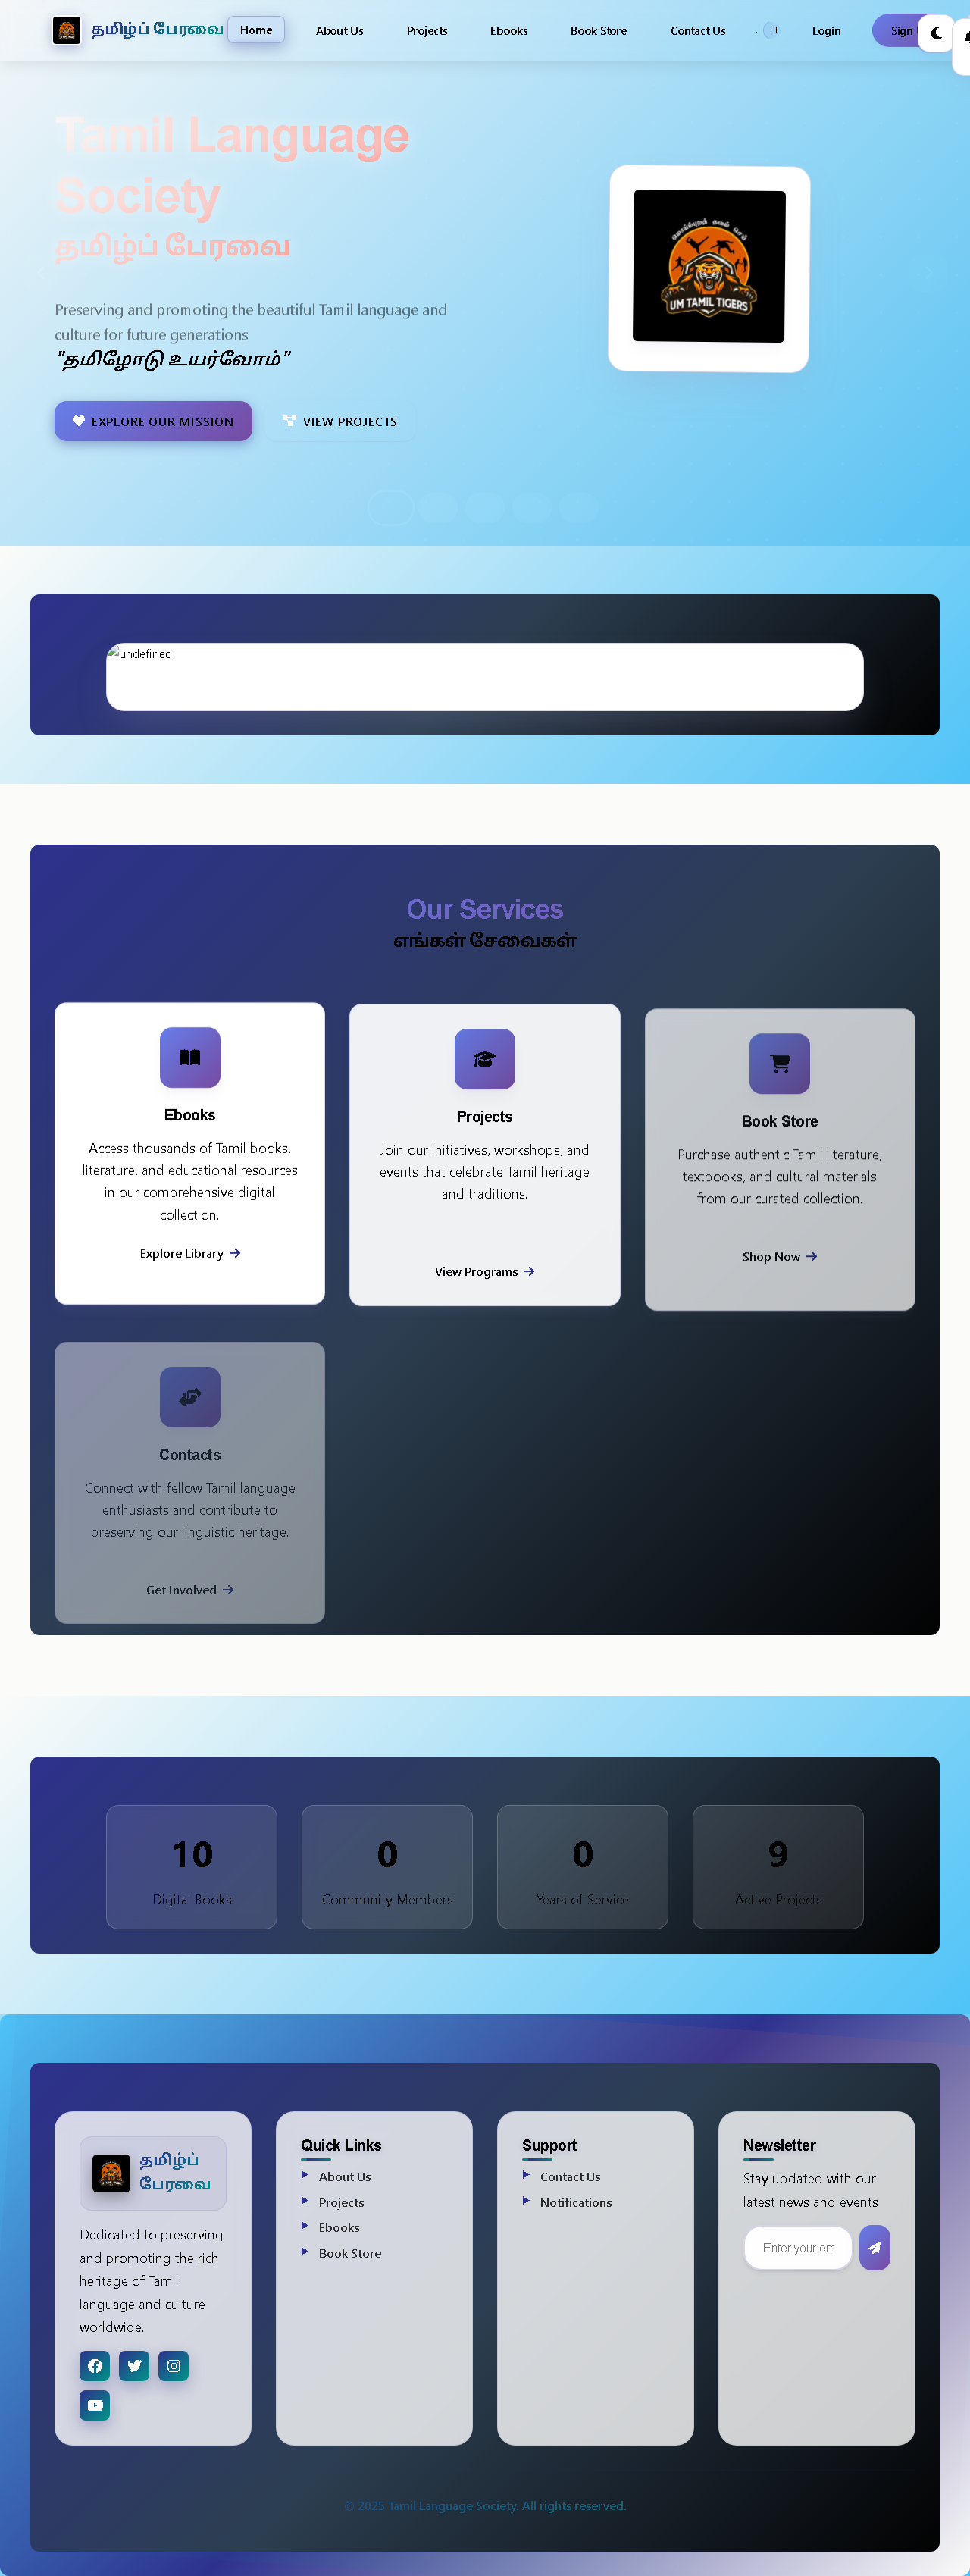 தமிழ்ப் பேரவை Home About Us Projects Ebooks Book Store Contact Us 3 Login Sign
Tamil Language
Society
தமிழ்ப் பேரவை
UM TAMIL TIGERS
Preserving and promoting the beautiful Tamil language and
culture for future generations
"தமிழோடு உயர்வோம்"
EXPLORE OUR MISSION VIEW PROJECTS
undefined
Our Services
எங்கள் சேவைகள்
Ebooks
Access thousands of Tamil books,
literature, and educational resources
in our comprehensive digital
collection.
Explore Library
Projects
Join our initiatives, workshops, and
events that celebrate Tamil heritage
and traditions.
View Programs
Book Store
Purchase authentic Tamil literature,
textbooks, and cultural materials
from our curated collection.
Shop Now
Contacts
Connect with fellow Tamil language
enthusiasts and contribute to
preserving our linguistic heritage.
Get Involved
10
Digital Books
0
Community Members
0
Years of Service
9
Active Projects
தமிழ்ப்
பேரவை
Dedicated to preserving
and promoting the rich
heritage of Tamil
language and culture
worldwide.
Quick Links
About Us
Projects
Ebooks
Book Store
Support
Contact Us
Notifications
Newsletter
Stay updated with our
latest news and events
Enter your em
© 2025 Tamil Language Society. All rights reserved.